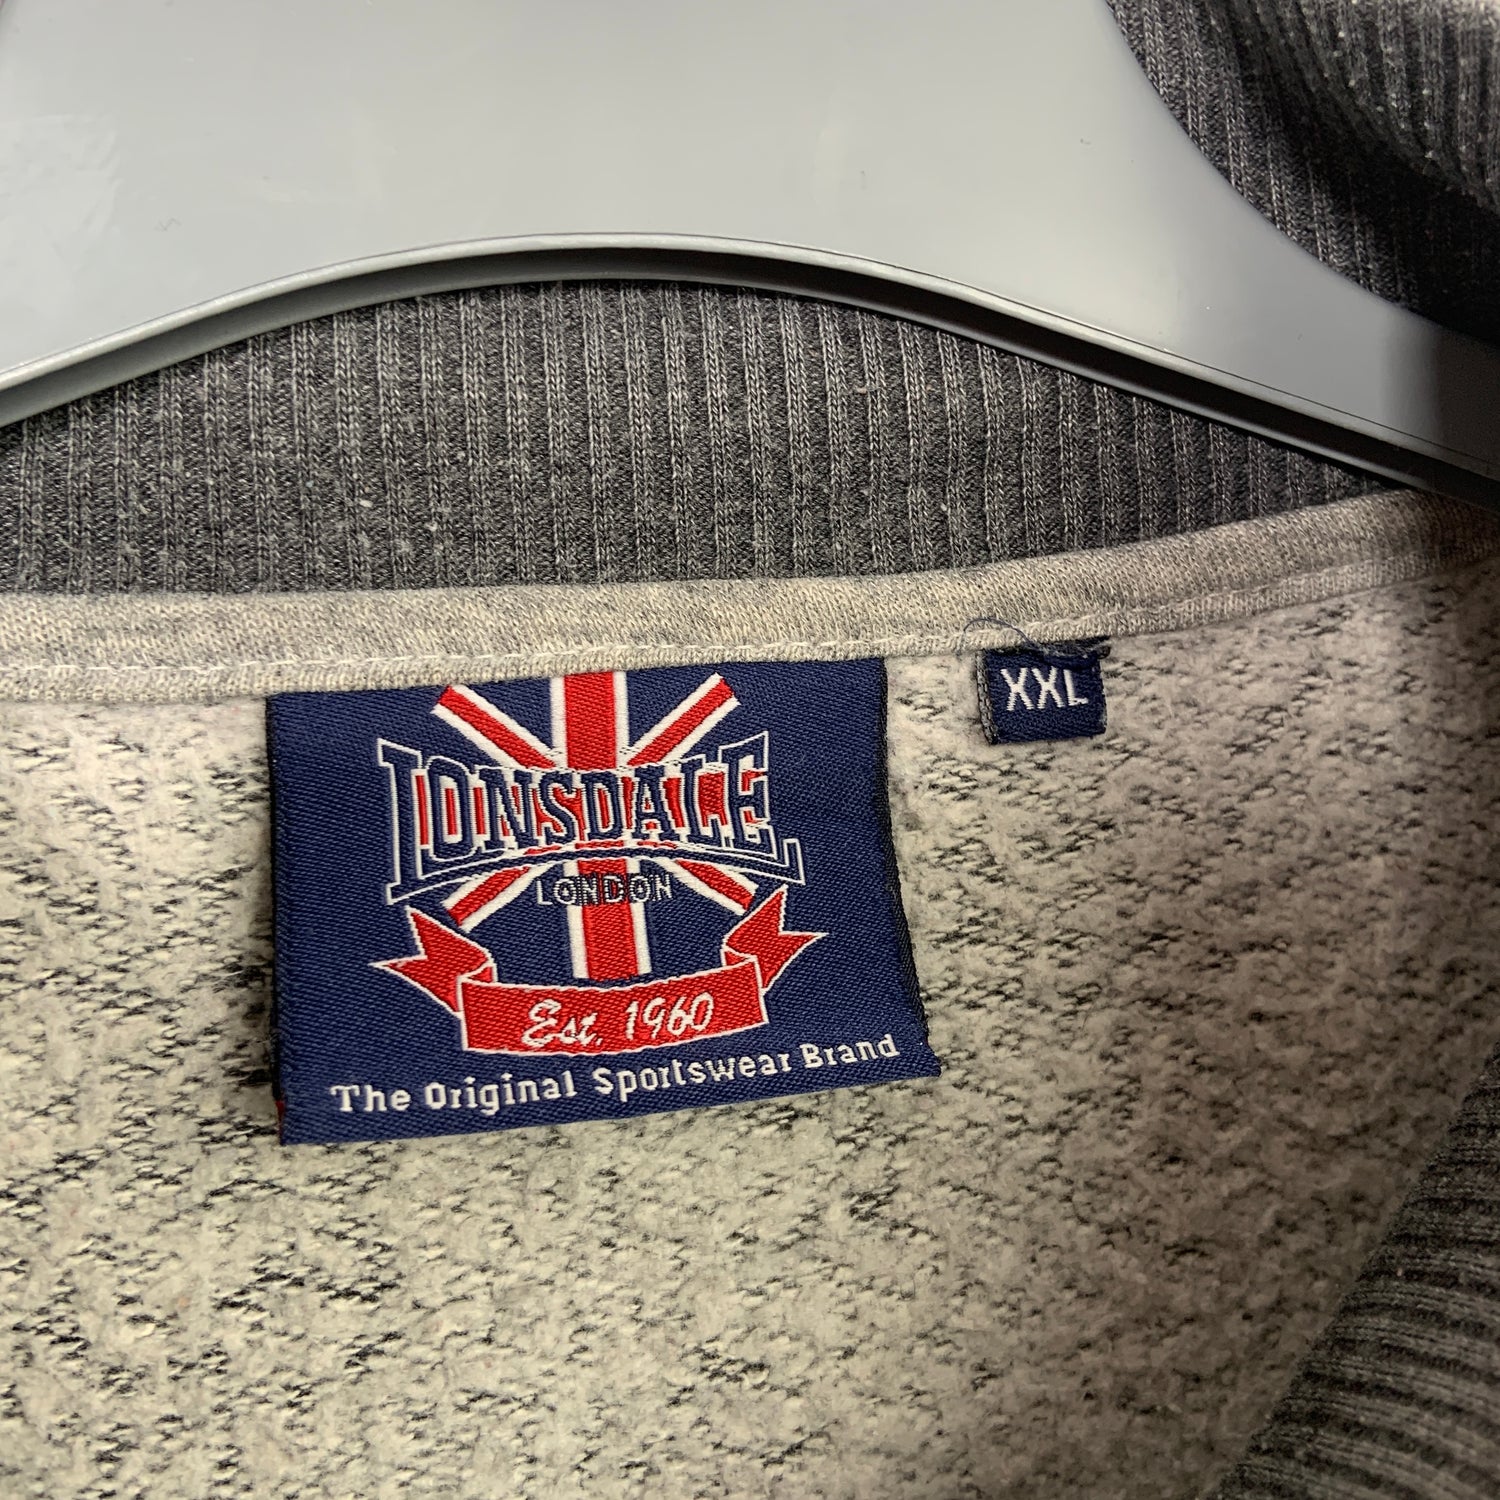 LONSDALE
LONDON
Est. 1960
The Original Sportswear Brand
XXL